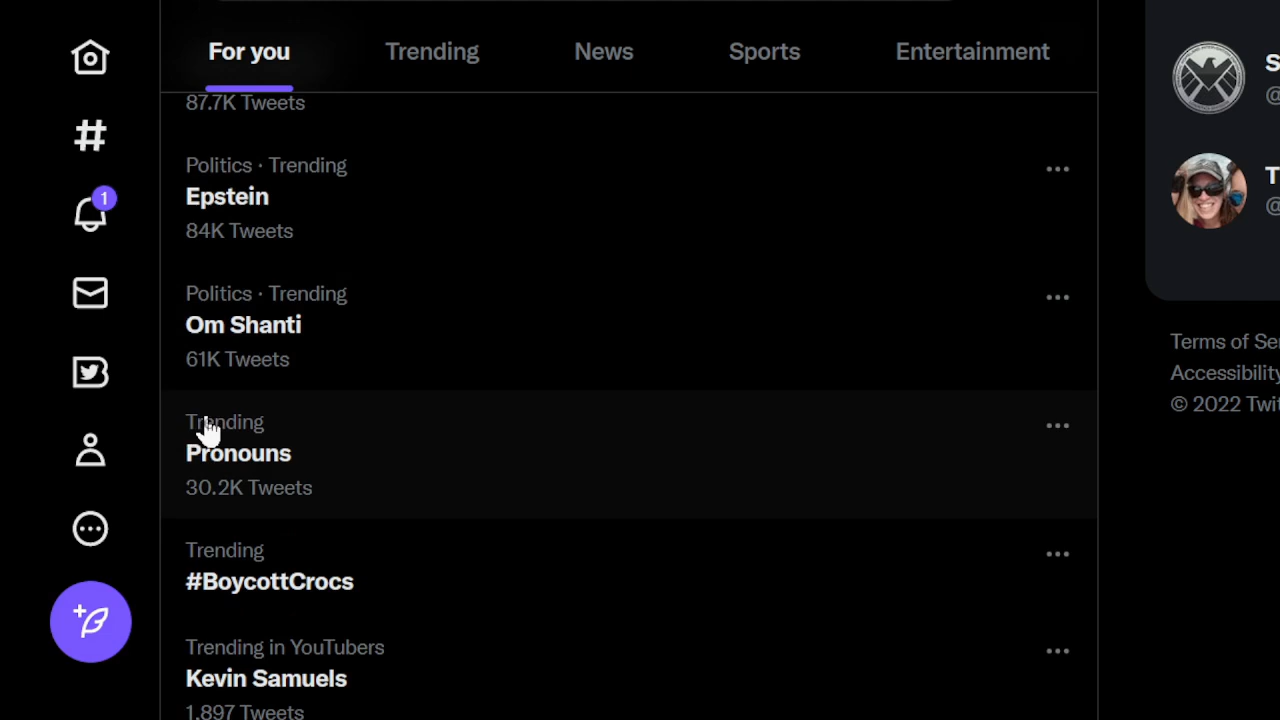 For you
Trending
News
Sports
Entertainment
87.7K Tweets
Politics · Trending
Epstein
84K Tweets
Politics · Trending
Om Shanti
61K Tweets
Trending
Pronouns
30.2K Tweets
Trending
#BoycottCrocs
Trending in YouTubers
Kevin Samuels
1,897 Tweets
1
S
@
T
@
Terms of Ser
Accessibility
© 2022 Twit